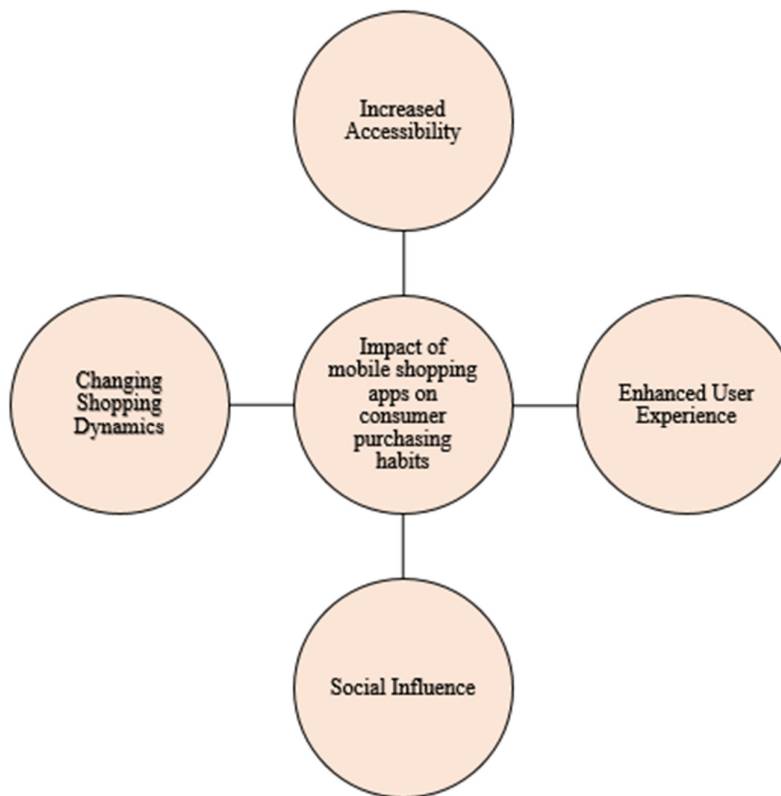 Increased
Accessibility
Changing
Shopping
Dynamics
Impact of
mobile shopping
apps on
consumer
purchasing
habits
Enhanced User
Experience
Social Influence